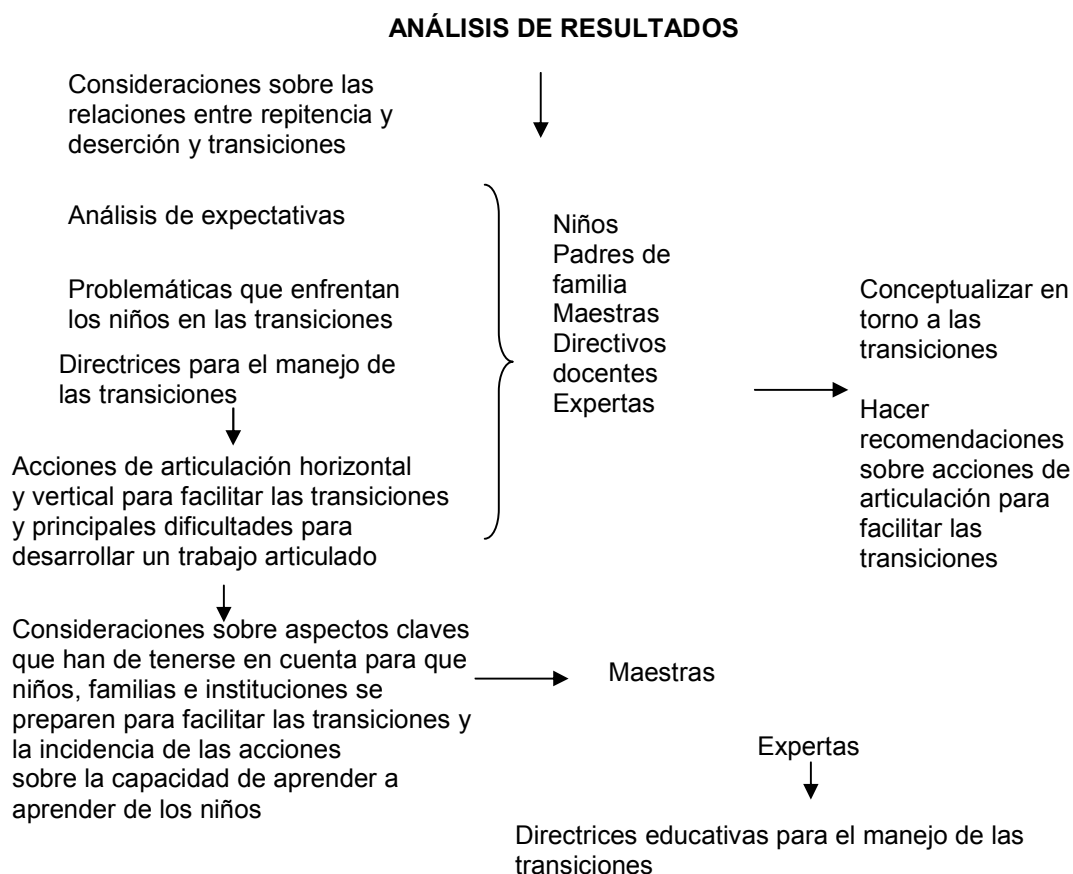 ANÁLISIS DE RESULTADOS
Consideraciones sobre las
relaciones entre repitencia y
deserción y transiciones
Análisis de expectativas
Problemáticas que enfrentan
los niños en las transiciones
Directrices para el manejo de
las transiciones
Acciones de articulación horizontal
y vertical para facilitar las transiciones
y principales dificultades para
desarrollar un trabajo articulado
Consideraciones sobre aspectos claves
que han de tenerse en cuenta para que
niños, familias e instituciones se
preparen para facilitar las transiciones y
la incidencia de las acciones
sobre la capacidad de aprender a
aprender de los niños
Niños
Padres de
familia
Maestras
Directivos
docentes
Expertas
Conceptualizar en
torno a las
transiciones
Hacer
recomendaciones
sobre acciones de
articulación para
facilitar las
transiciones
Maestras
Expertas
Directrices educativas para el manejo de las
transiciones